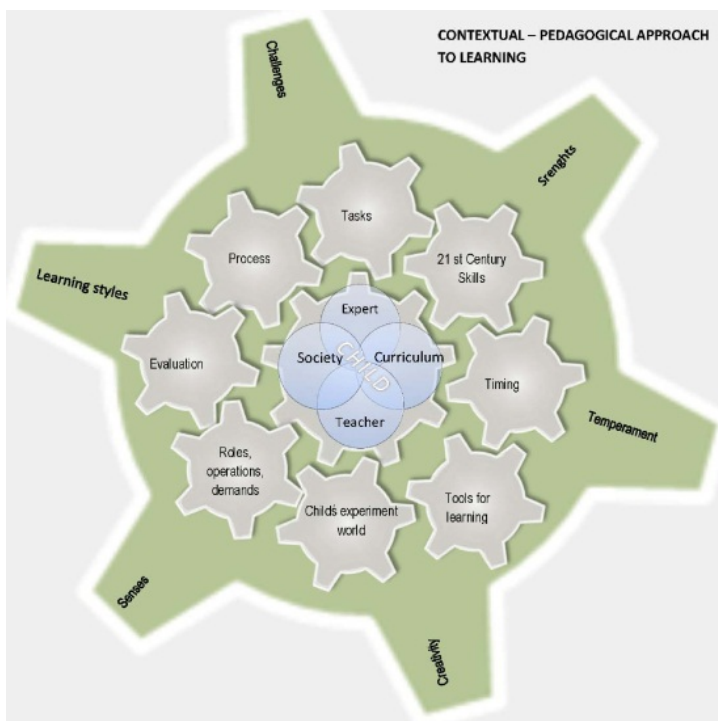 CONTEXTUAL – PEDAGOGICAL APPROACH
TO LEARNING
Challenges
Srenghts
Tasks
Process
21 st Century
Skills
Learning styles
Expert
Evaluation
Society
CHILD
Curriculum
Timing
Teacher
Temperament
Roles,
operations,
demands
Child´s experiment
world
Tools for
learning
Senses
Creativity